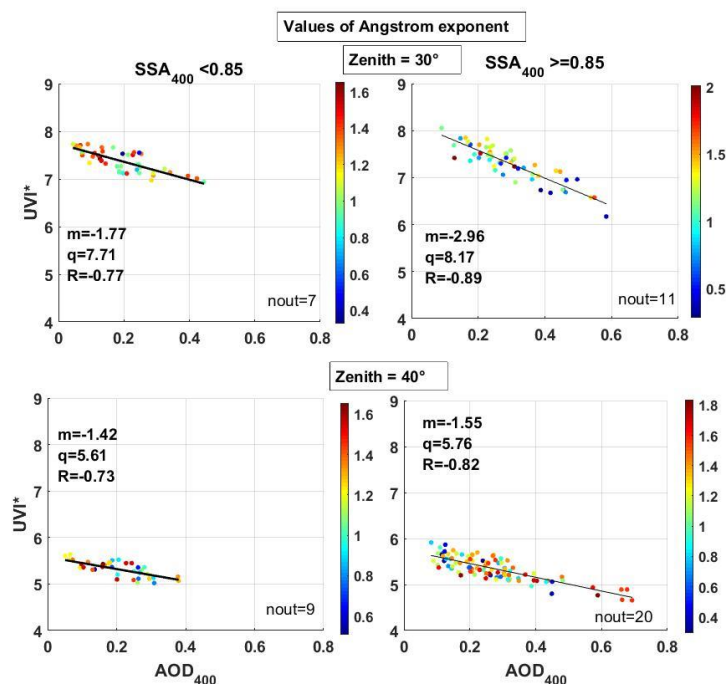 Values of Angstrom exponent
Zenith = 30°
SSA400 <0.85
SSA400 >=0.85
UVI*
9
8
7
6
5
4
m=-1.77
q=7.71
R=-0.77
nout=7
0 0.2 0.4 0.6 0.8
1.6
1.4
1.2
1
0.8
0.6
0.4
9
8
7
6
5
4
m=-2.96
q=8.17
R=-0.89
nout=11
0 0.2 0.4 0.6 0.8
2
1.5
1
0.5
Zenith = 40°
UVI*
9
8
7
6
5
4
m=-1.42
q=5.61
R=-0.73
nout=9
0 0.2 0.4 0.6 0.8
AOD400
1.6
1.4
1.2
1
0.8
0.6
9
8
7
6
5
4
m=-1.55
q=5.76
R=-0.82
nout=20
0 0.2 0.4 0.6 0.8
AOD400
1.8
1.6
1.4
1.2
1
0.8
0.6
0.4